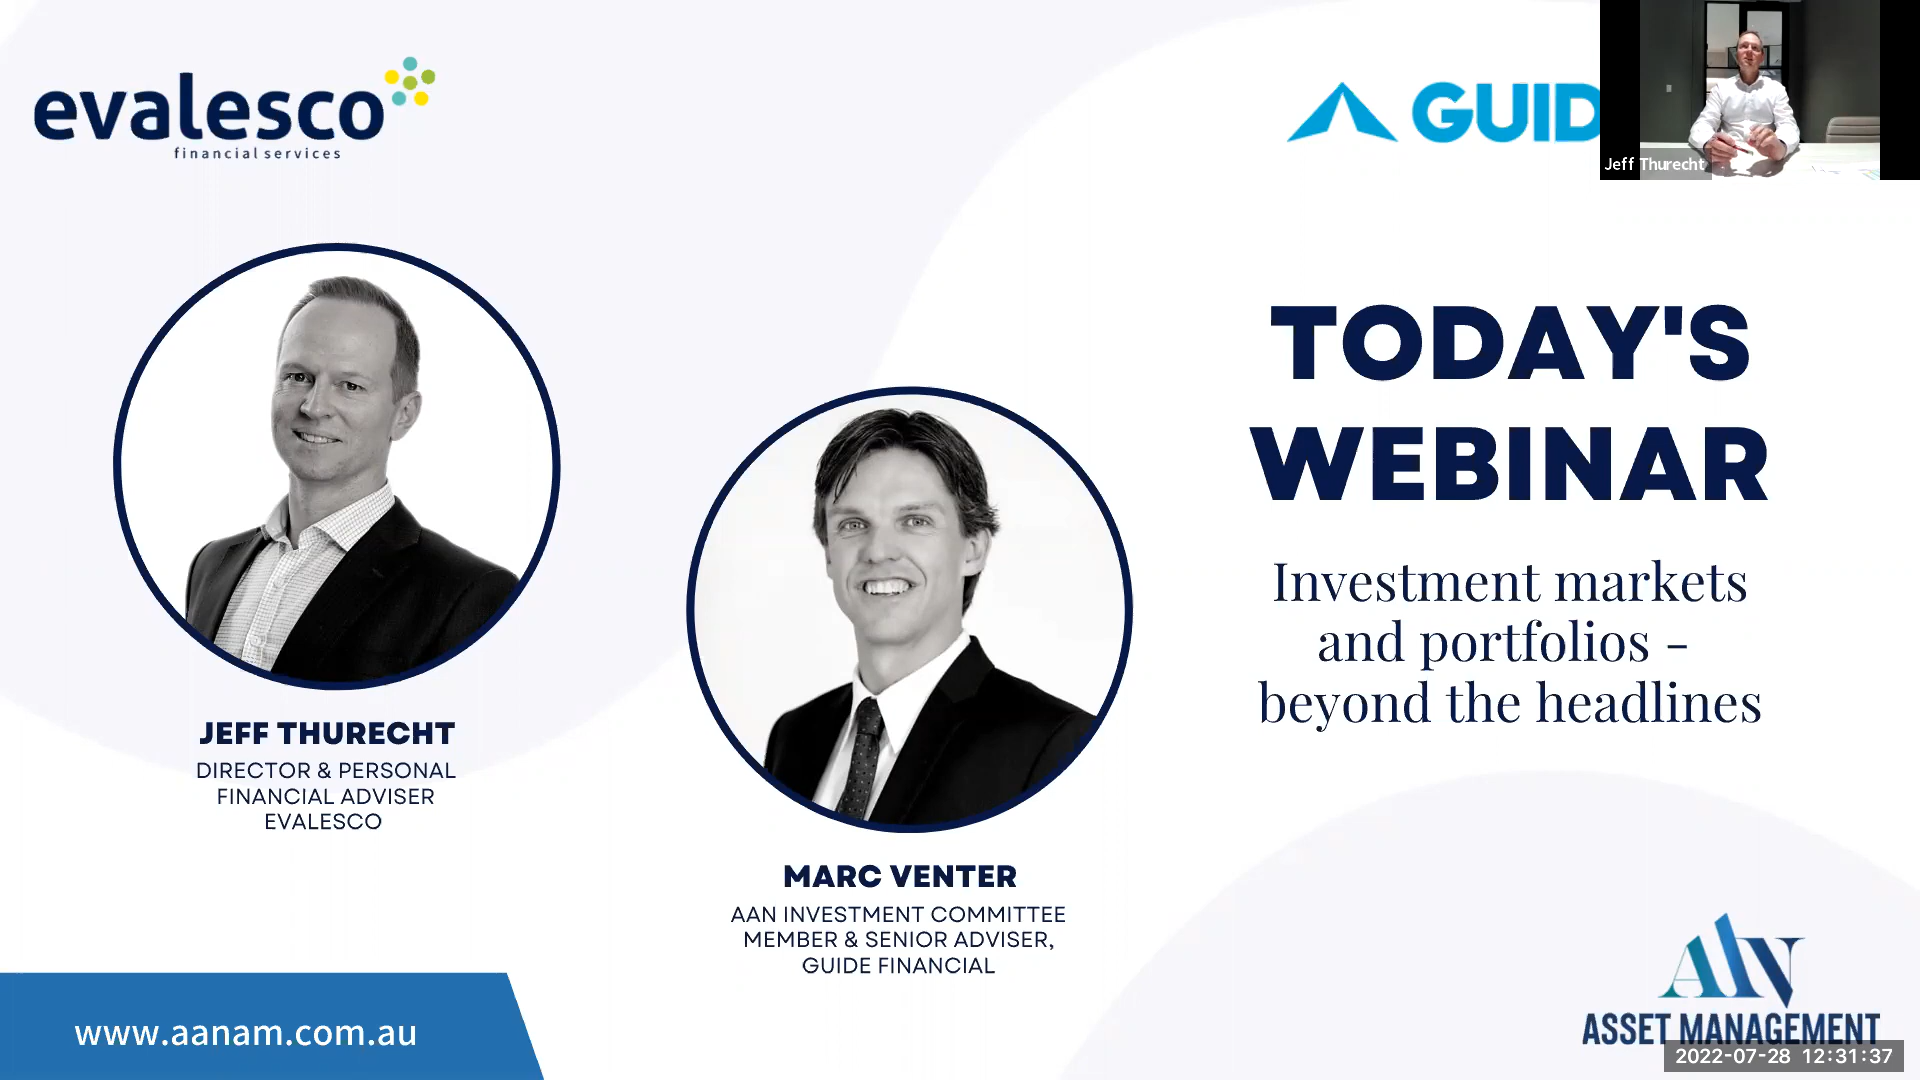 evalesco
financial services
GUID
Jeff Thurecht
TODAY'S
WEBINAR
Investment markets
and portfolios -
beyond the headlines
JEFF THURECHT
DIRECTOR & PERSONAL
FINANCIAL ADVISER
EVALESCO
MARC VENTER
AAN INVESTMENT COMMITTEE
MEMBER & SENIOR ADVISER,
GUIDE FINANCIAL
www.aanam.com.au
AAN
ASSET MANAGEMENT
2022-07-28 12:31:37